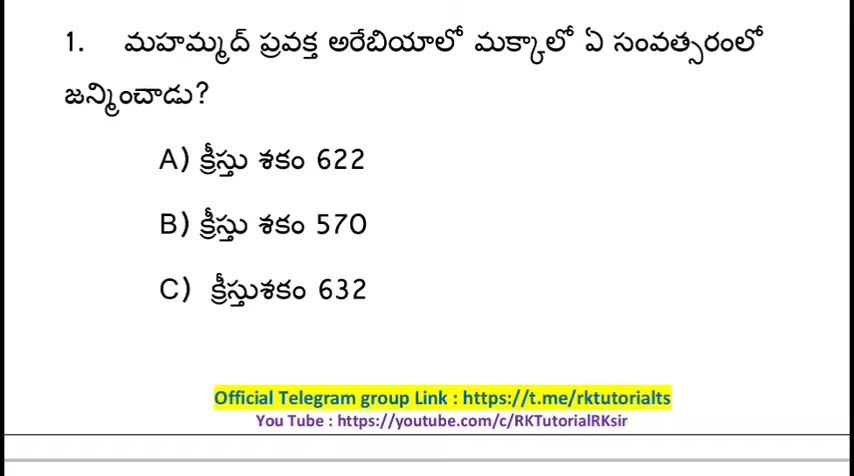 1. మహమ్మద్ ప్రవక్త అరేబియాలో మక్కాలో ఏ సంవత్సరంలో
జన్మించాడు?
A) క్రీస్తు శకం 622
B) క్రీస్తు శకం 570
C) క్రీస్తుశకం 632
Official Telegram group Link : https://t.me/rktutorialts
You Tube : https://youtube.com/c/RKTutorialRKsir